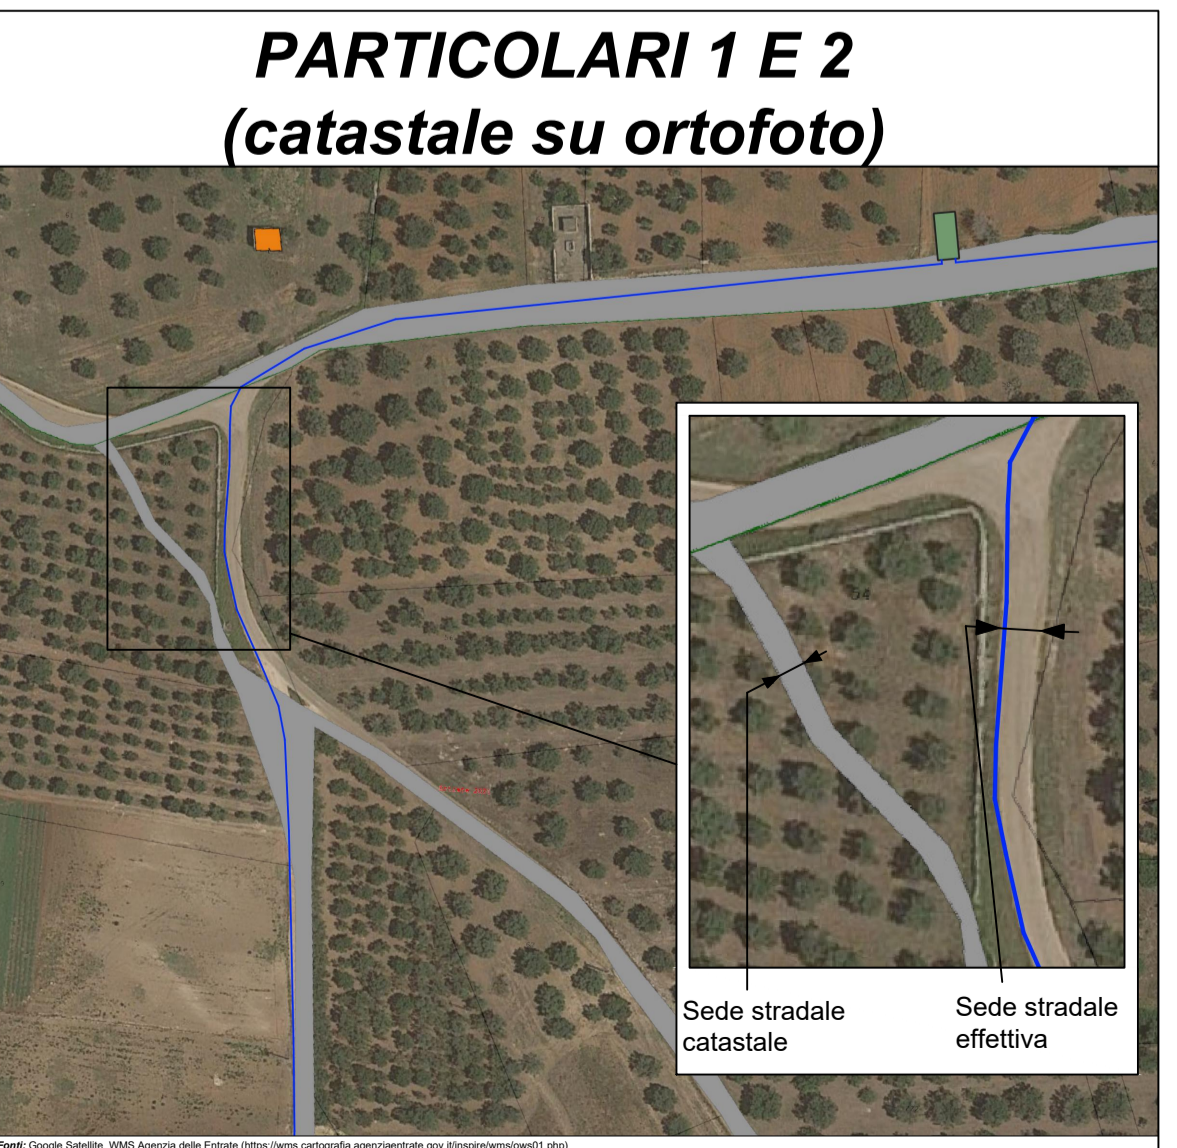 PARTICOLARI 1 E 2
(catastale su ortofoto)
54
Sede stradale
catastale
Sede stradale
effettiva
Fonti: Google Satellite, WMS Agenzia delle Entrate (https://wms.cartografia.agenziaentrate.gov.it/inspire/wms/ows01.php)